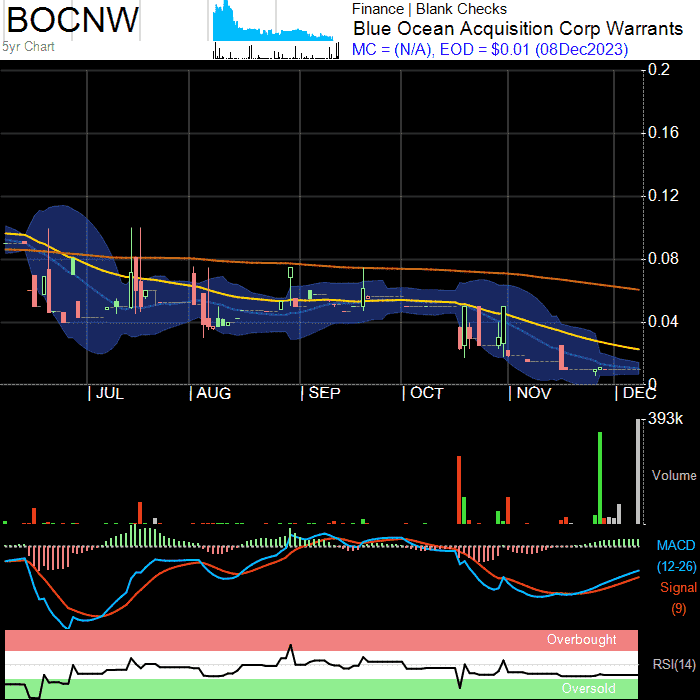 BOCNW
5yr Chart
Finance | Blank Checks
Blue Ocean Acquisition Corp Warrants
MC = (N/A), EOD = $0.01 (08Dec2023)
0.2
0.16
0.12
0.08
0.04
0
JUL AUG SEP OCT NOV DEC
393k
Volume
MACD
(12-26)
Signal
(9)
Overbought
RSI(14)
Oversold